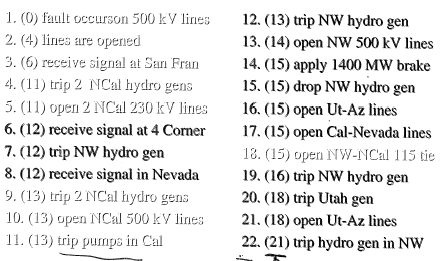 1. (0) fault occurson 500 kV lines
2. (4) lines are opened
3. (6) receive signal at San Fran
4. (11) trip 2 NCal hydro gens
5. (11) open 2 NCal 230 kV lines
6. (12) receive signal at 4 Corner
7. (12) trip NW hydro gen
8. (12) receive signal in Nevada
9. (13) trip 2 NCal hydro gens
10. (13) open NCal 500 kV lines
11. (13) trip pumps in Cal
12. (13) trip NW hydro gen
13. (14) open NW 500 kV lines
14. (15) apply 1400 MW brake
15. (15) drop NW hydro gen
16. (15) open Ut-Az lines
17. (15) open Cal-Nevada lines
18. (15) open NW-NCal 115 tie
19. (16) trip NW hydro gen
20. (18) trip Utah gen
21. (18) open Ut-Az lines
22. (21) trip hydro gen in NW